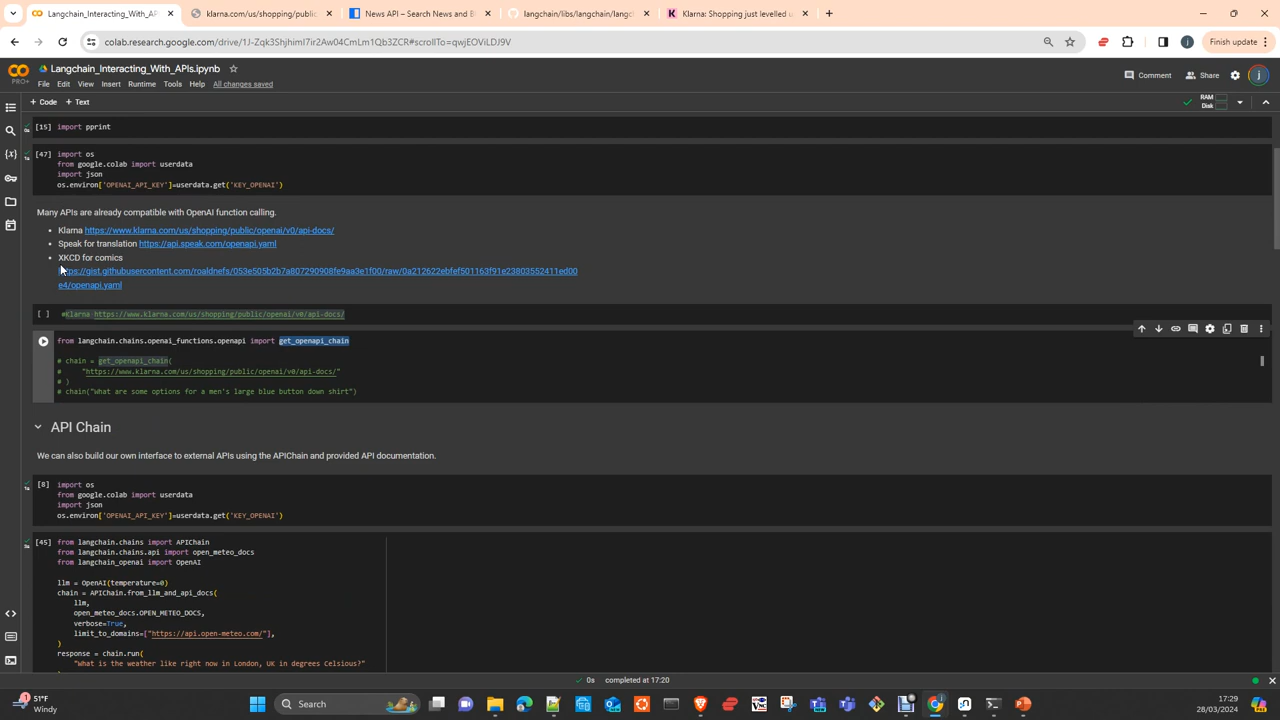 Langchain_Interacting_With_AP
klarna.com/us/shopping/public/
News API – Search News and B
langchain/libs/langchain/langc
Klarna: Shopping just levelled u
colab.research.google.com/drive/1J-Zqk3Shjhiml7ir2Aw04CmLm1Qb3ZCR#scrollTo=qwjEOViLDJ9V
Finish update
PRO+
Langchain_Interacting_With_APIs.ipynb
Comment
Share
File Edit View Insert Runtime Tools Help All changes saved
+ Code + Text
RAM
Disk
[15] import pprint
[47] import os
from google.colab import userdata
import json
os.environ['OPENAI_API_KEY']=userdata.get('KEY_OPENAI')
Many APIs are already compatible with OpenAI function calling.
• Klarna https://www.klarna.com/us/shopping/public/openai/v0/api-docs/
• Speak for translation https://api.speak.com/openapi.yaml
• XKCD for comics
https://gist.githubusercontent.com/roaldnefs/053e505b2b7a807290908fe9aa3e1f00/raw/0a212622ebfef501163f91e23803552411ed00
e4/openapi.yaml
[ ] #Klarna https://www.klarna.com/us/shopping/public/openai/v0/api-docs/
from langchain.chains.openai_functions.openapi import get_openapi_chain
# chain = get_openapi_chain(
# "https://www.klarna.com/us/shopping/public/openai/v0/api-docs/"
# )
# chain("What are some options for a men's large blue button down shirt")
API Chain
We can also build our own interface to external APIs using the APIChain and provided API documentation.
[8] import os
from google.colab import userdata
import json
os.environ['OPENAI_API_KEY']=userdata.get('KEY_OPENAI')
[45] from langchain.chains import APIChain
from langchain.chains.api import open_meteo_docs
from langchain_openai import OpenAI
llm = OpenAI(temperature=0)
chain = APIChain.from_llm_and_api_docs(
llm,
open_meteo_docs.OPEN_METEO_DOCS,
verbose=True,
limit_to_domains=["https://api.open-meteo.com/"],
)
response = chain.run(
"What is the weather like right now in London, UK in degrees Celsius?"
0s completed at 17:20
51°F
Windy
Search
17:29
28/03/2024